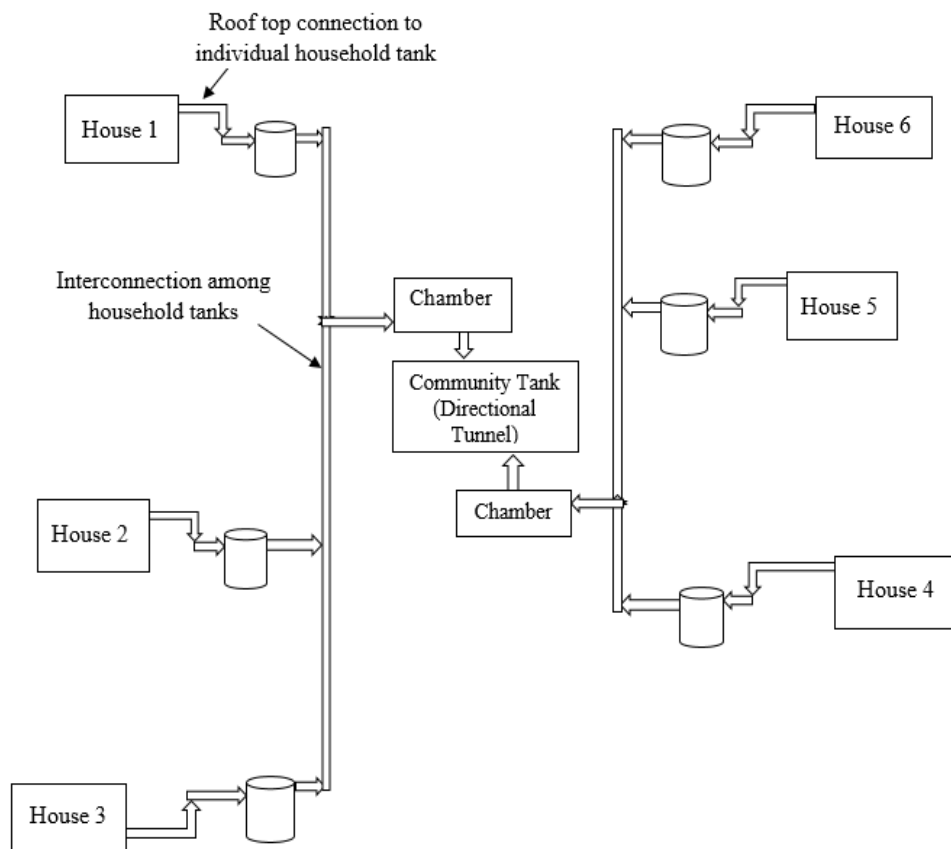 Roof top connection to
individual household tank
House 1
House 6
Interconnection among
household tanks
Chamber
House 5
Community Tank
(Directional
Tunnel)
Chamber
House 2
House 4
House 3